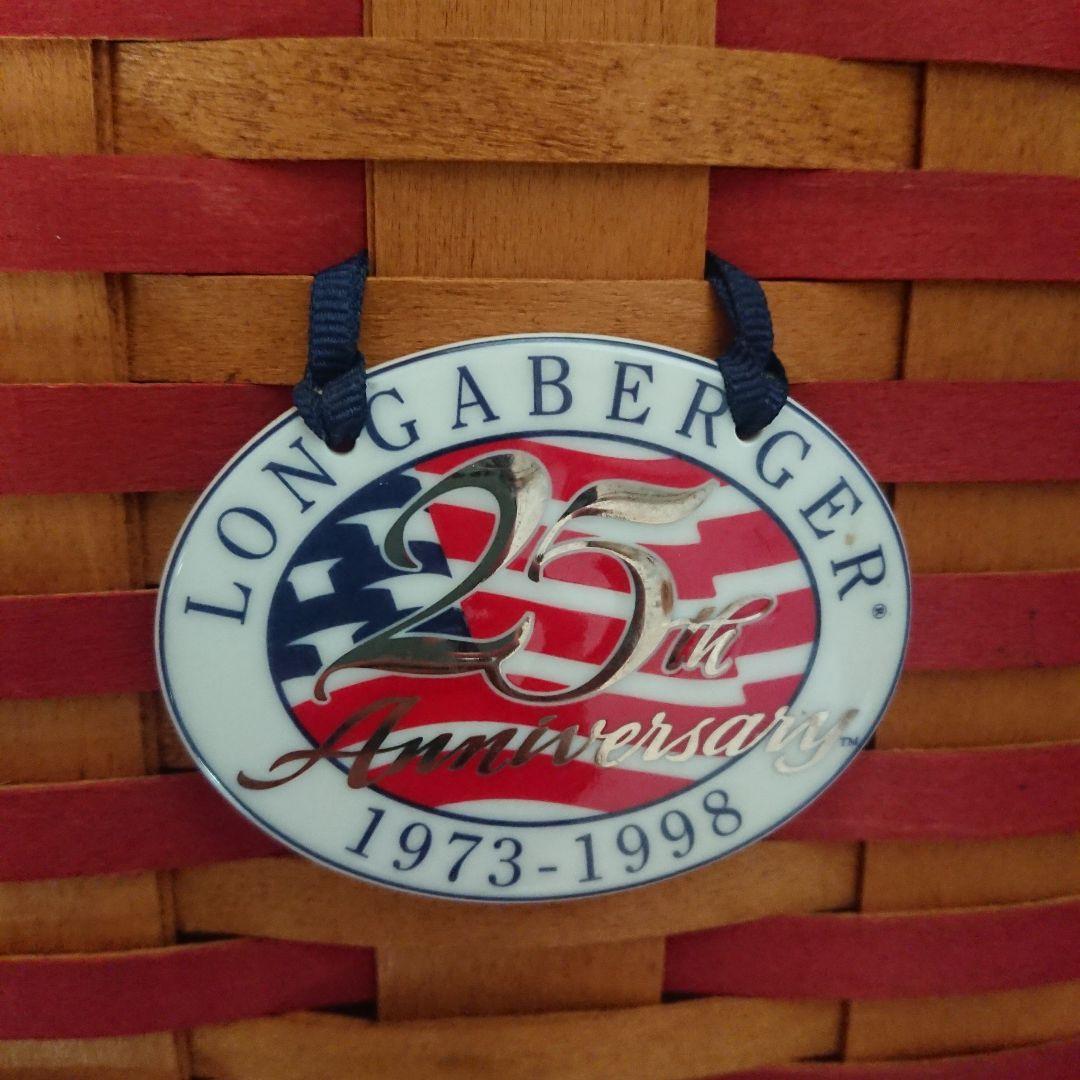 LONGABERGER®
25th
Anniversary™
1973-1998